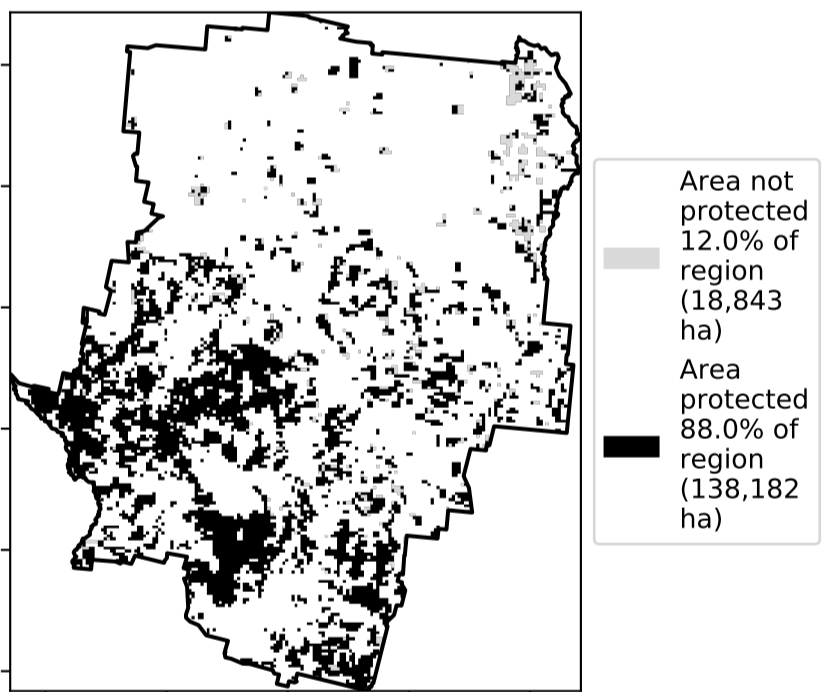 Area not
protected
12.0% of
region
(18,843
ha)
Area
protected
88.0% of
region
(138,182
ha)